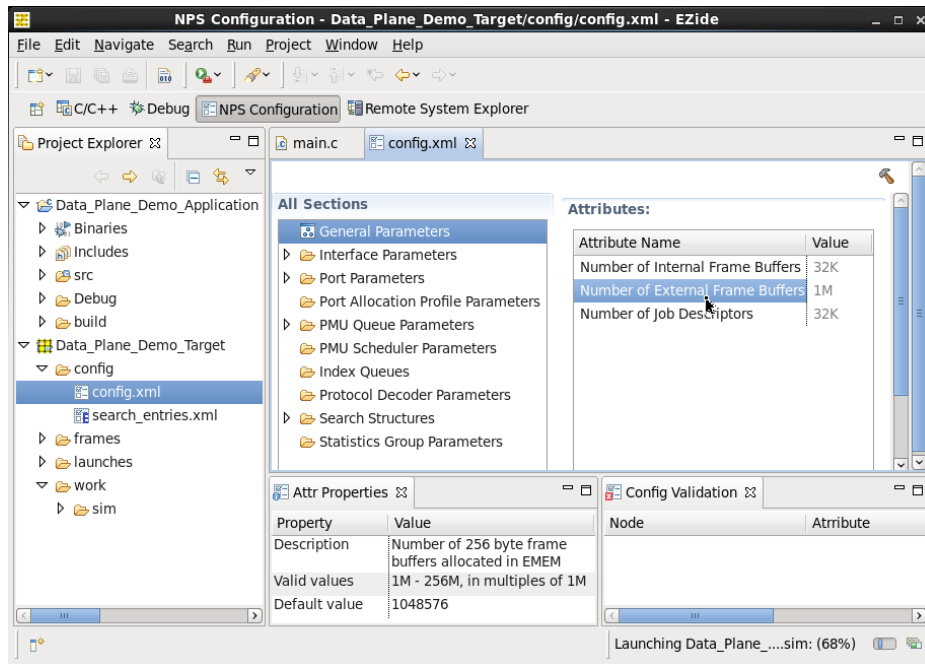 NPS Configuration - Data_Plane_Demo_Target/config/config.xml - EZide
File Edit Navigate Search Run Project Window Help
010
C/C++ Debug NPS Configuration Remote System Explorer
Project Explorer
main.c config.xml
Data_Plane_Demo_Application
Binaries
Includes
src
Debug
build
Data_Plane_Demo_Target
config
config.xml
search_entries.xml
frames
launches
work
sim
All Sections
General Parameters
Interface Parameters
Port Parameters
Port Allocation Profile Parameters
PMU Queue Parameters
PMU Scheduler Parameters
Index Queues
Protocol Decoder Parameters
Search Structures
Statistics Group Parameters
Attributes:
Attribute Name Value
Number of Internal Frame Buffers 32K
Number of External Frame Buffers 1M
Number of Job Descriptors 32K
Attr Properties
Property Value
Description Number of 256 byte frame
buffers allocated in EMEM
Valid values 1M - 256M, in multiples of 1M
Default value 1048576
Config Validation
Node Atrribute
Launching Data_Plane_....sim: (68%)